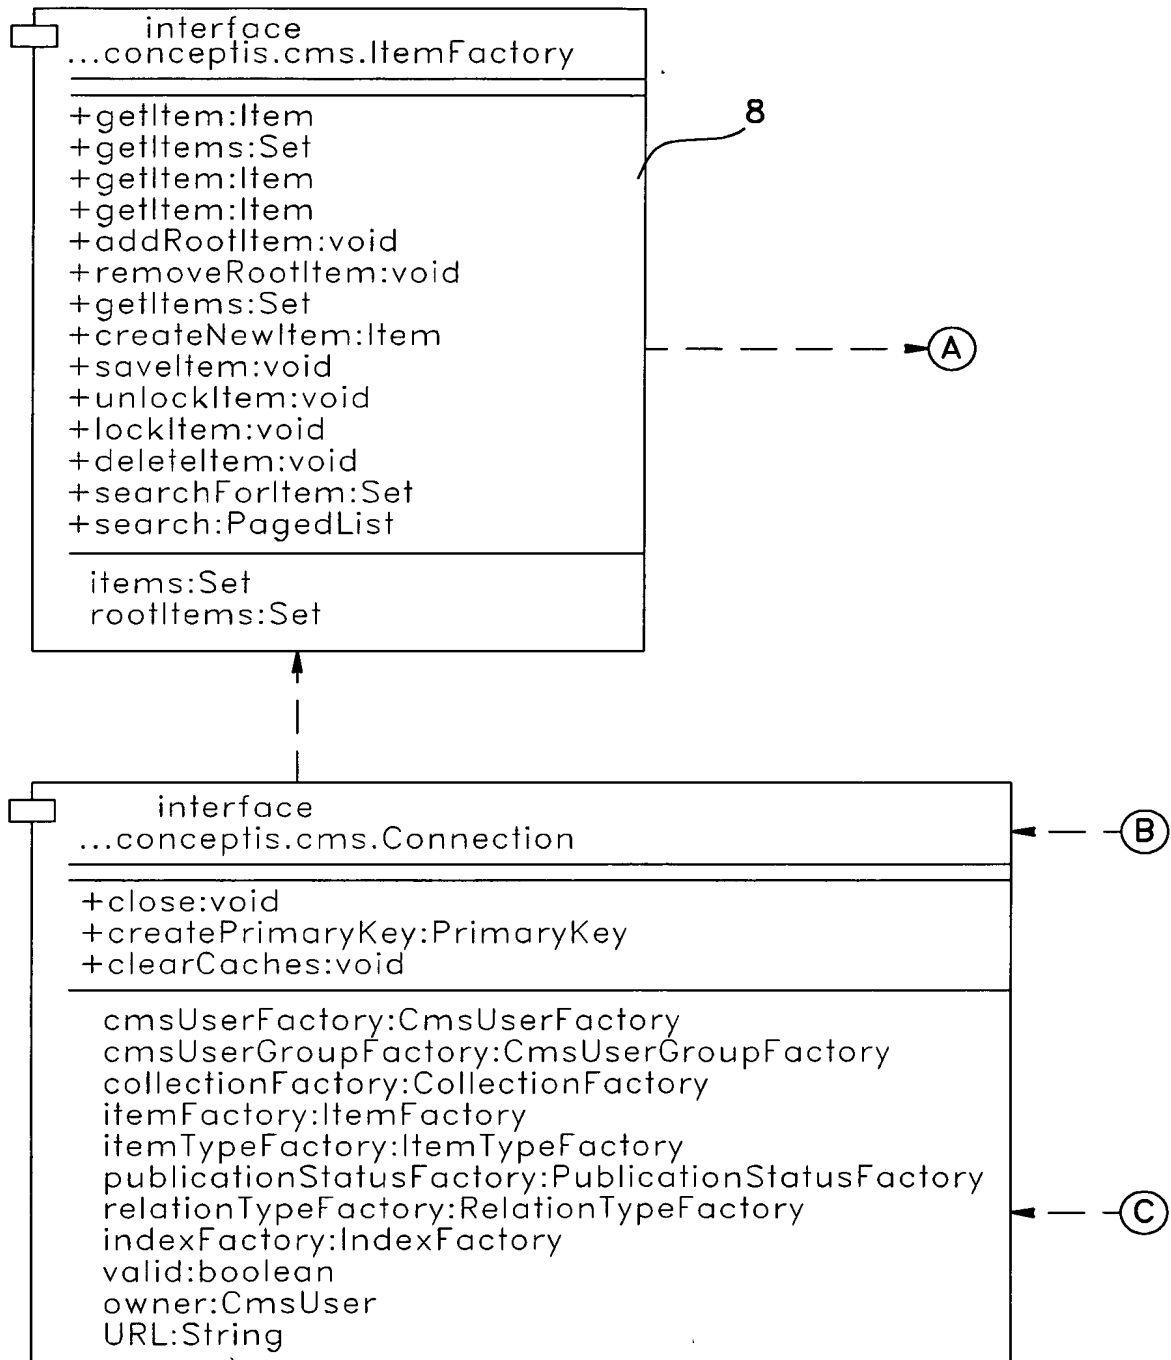 interface
...conceptis.cms.ItemFactory
+getItem:Item
+getItems:Set
+getItem:Item
+getItem:Item
+addRootItem:void
+removeRootItem:void
+getItems:Set
+createNewItem:Item
+saveItem:void
+unlockItem:void
+lockItem:void
+deleteItem:void
+searchForItem:Set
+search:PagedList
items:Set
rootItems:Set
8
A
interface
...conceptis.cms.Connection
+close:void
+createPrimaryKey:PrimaryKey
+clearCaches:void
cmsUserFactory:CmsUserFactory
cmsUserGroupFactory:CmsUserGroupFactory
collectionFactory:CollectionFactory
itemFactory:ItemFactory
itemTypeFactory:ItemTypeFactory
publicationStatusFactory:PublicationStatusFactory
relationTypeFactory:RelationTypeFactory
indexFactory:IndexFactory
valid:boolean
owner:CmsUser
URL:String
B
C